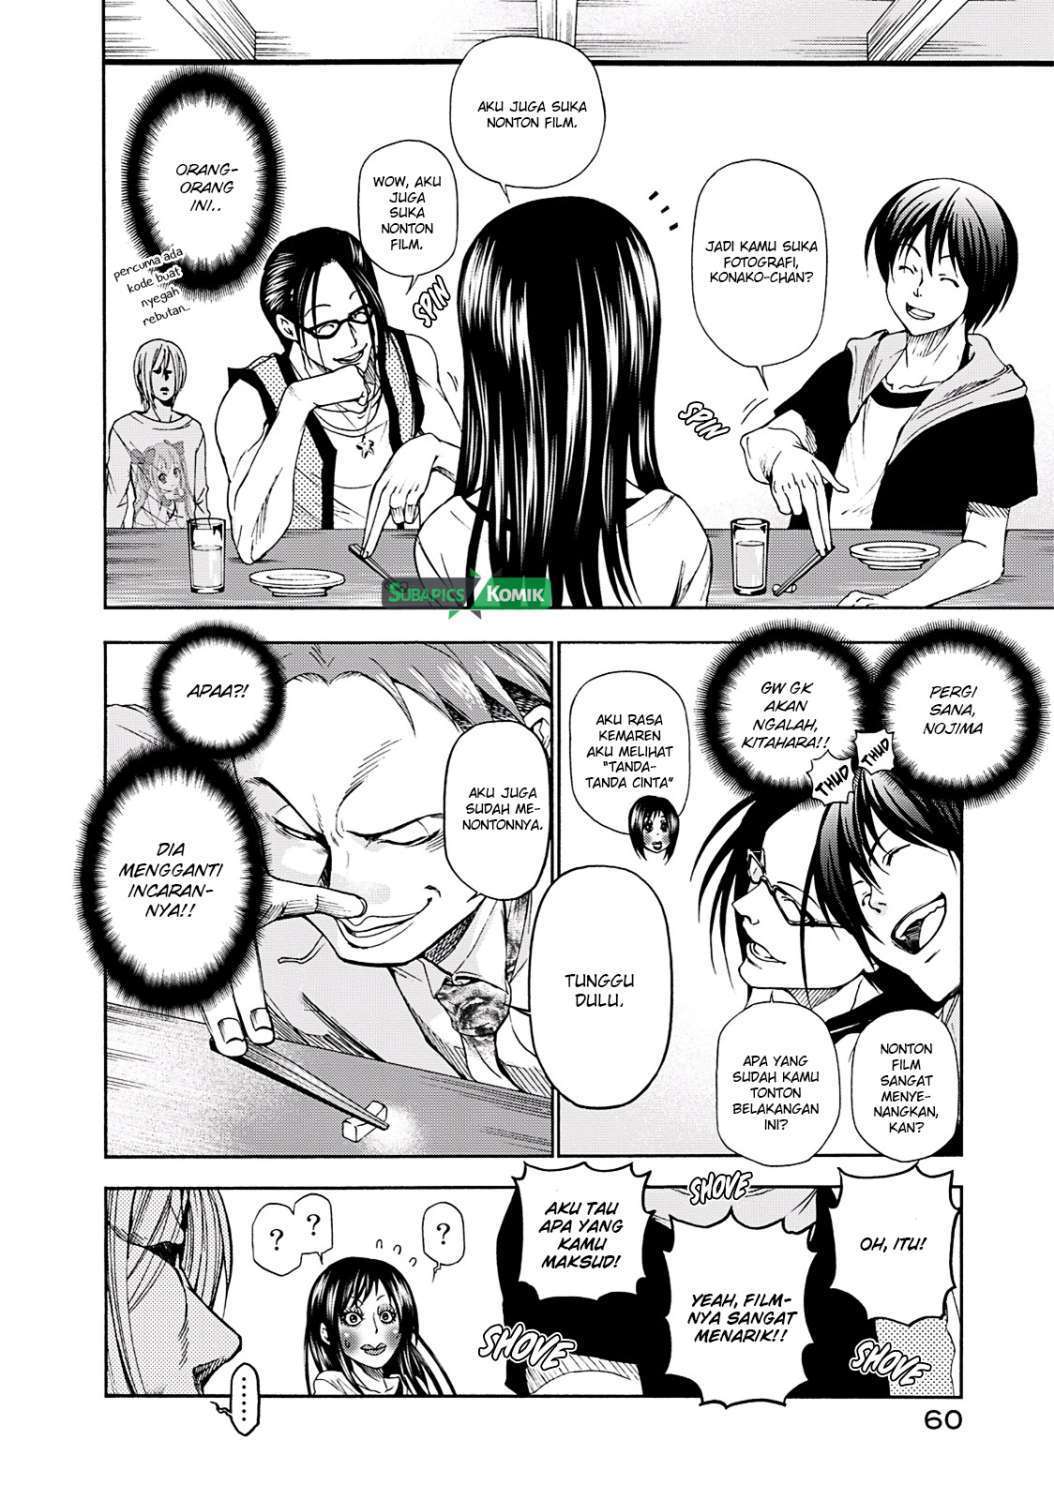 AKU JUGA SUKA
NONTON FILM.
JADI KAMU SUKA
FOTOGRAFI,
KONAKO-CHAN?
SPIN
WOW, AKU
JUGA
SUKA
NONTON
FILM.
SPIN
ORANG-
ORANG
INI..
percuma ada
kode buat
nyegah
rebutan..
SUBAPICS KOMIK
PERGI
SANA,
NOJIMA
GW GK
AKAN
NGALAH,
KITAHARA!!
THUD
THUD
AKU RASA
KEMAREN
AKU MELIHAT
"TANDA-
TANDA CINTA"
NONTON
FILM
SANGAT
MENYE-
NANGKAN,
KAN?
APA YANG
SUDAH KAMU
TONTON
BELAKANGAN
INI?
TUNGGU
DULU.
AKU JUGA
SUDAH ME-
NONTONNYA.
APAA?!
DIA
MENGGANTI
INCARAN-
NYA!!
OH, ITU!
SHOVE
SHOVE
YEAH, FILM-
NYA SANGAT
MENARIK!!
AKU TAU
APA YANG
KAMU
MAKSUD!
SHOVE
?
?
?
......
60